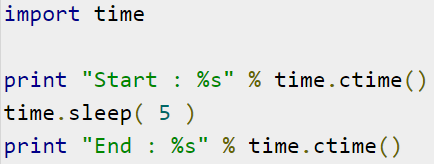 import time
print "Start : %s" % time.ctime()
time.sleep( 5 )
print "End : %s" % time.ctime()